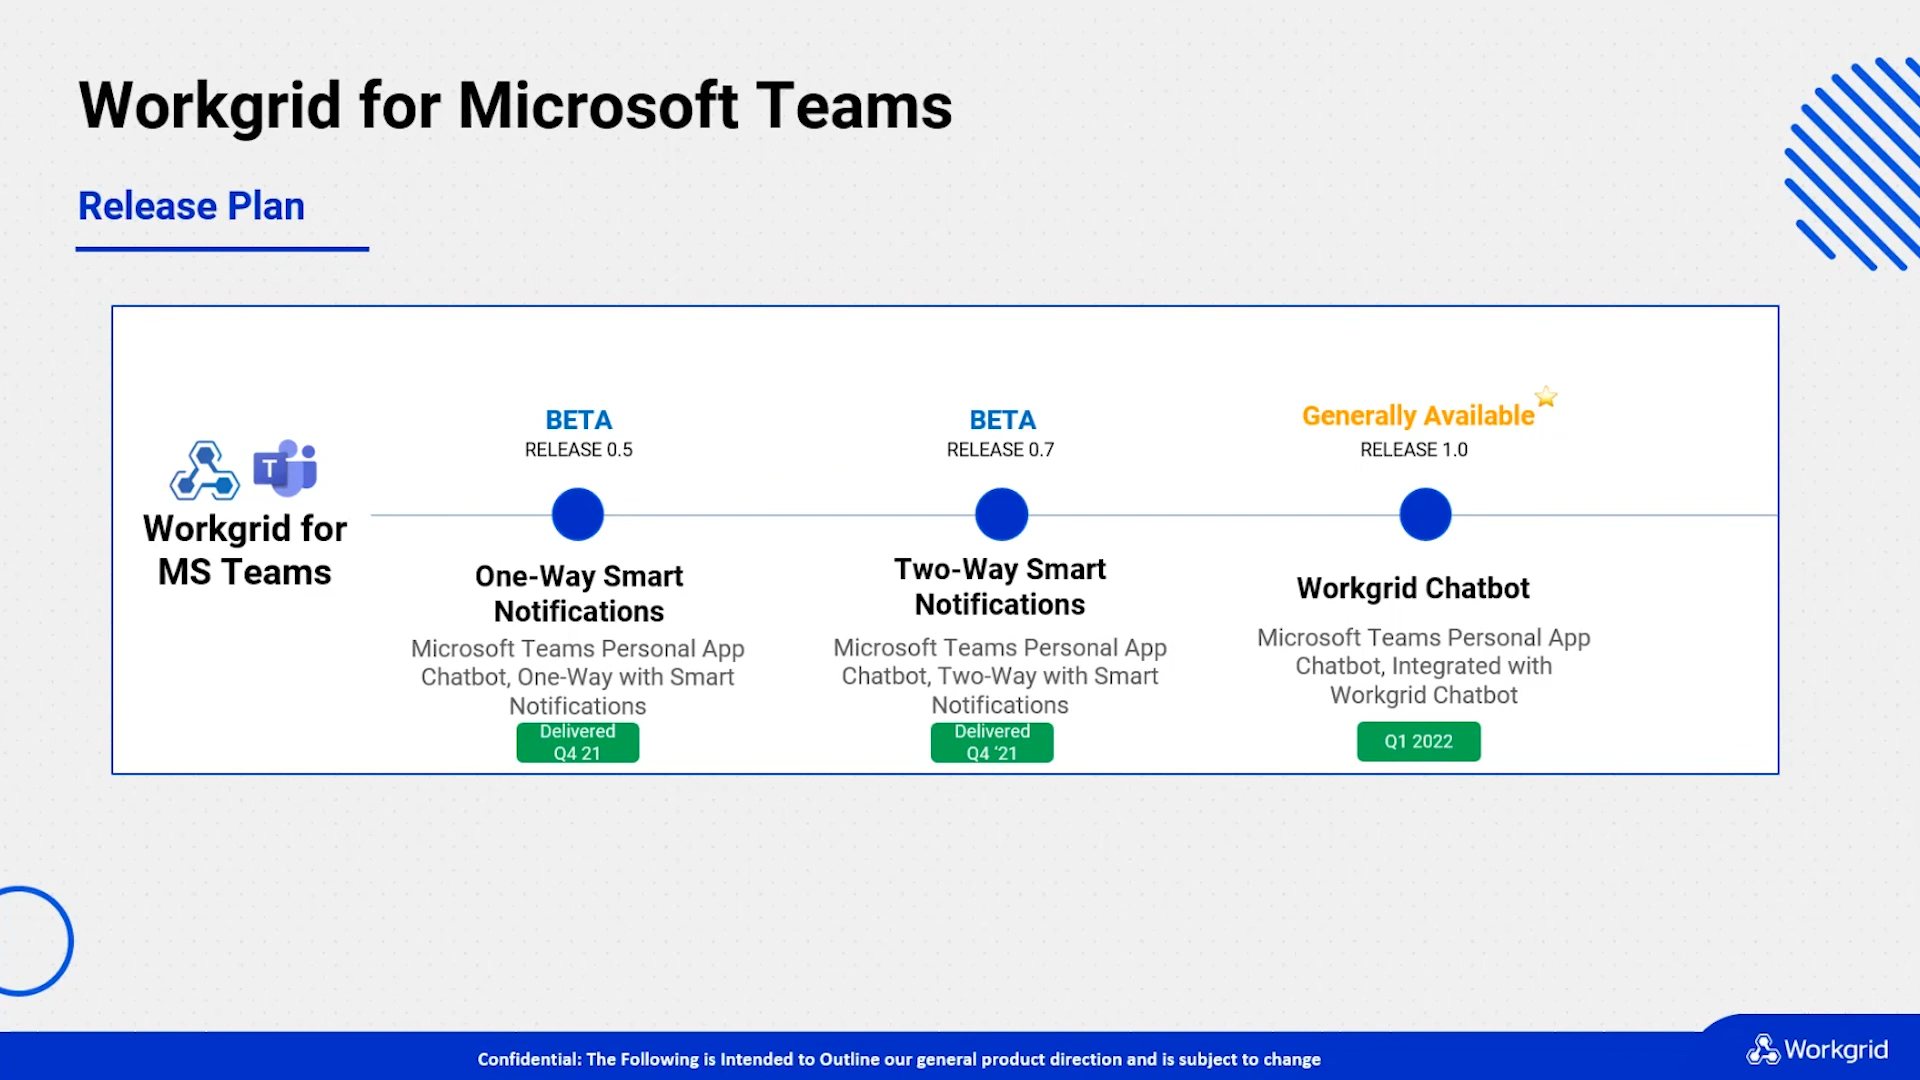 Workgrid for Microsoft Teams
Release Plan
T
Workgrid for
MS Teams
BETA
RELEASE 0.5
One-Way Smart
Notifications
Microsoft Teams Personal App
Chatbot, One-Way with Smart
Notifications
Delivered
Q4 21
BETA
RELEASE 0.7
Two-Way Smart
Notifications
Microsoft Teams Personal App
Chatbot, Two-Way with Smart
Notifications
Delivered
Q4 ‘21
Generally Available
RELEASE 1.0
Workgrid Chatbot
Microsoft Teams Personal App
Chatbot, Integrated with
Workgrid Chatbot
Q1 2022
Confidential: The Following is Intended to Outline our general product direction and is subject to change
Workgrid